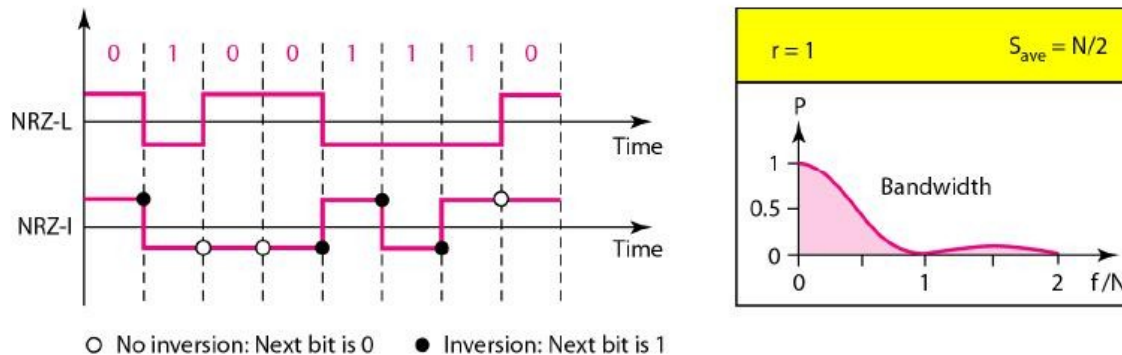 0 1 0 0 1 1 1 0
NRZ-L
Time
NRZ-I
Time
○ No inversion: Next bit is 0 ● Inversion: Next bit is 1
r = 1 S_ave = N/2
P
1
Bandwidth
0.5
0
0 1 2 f/N